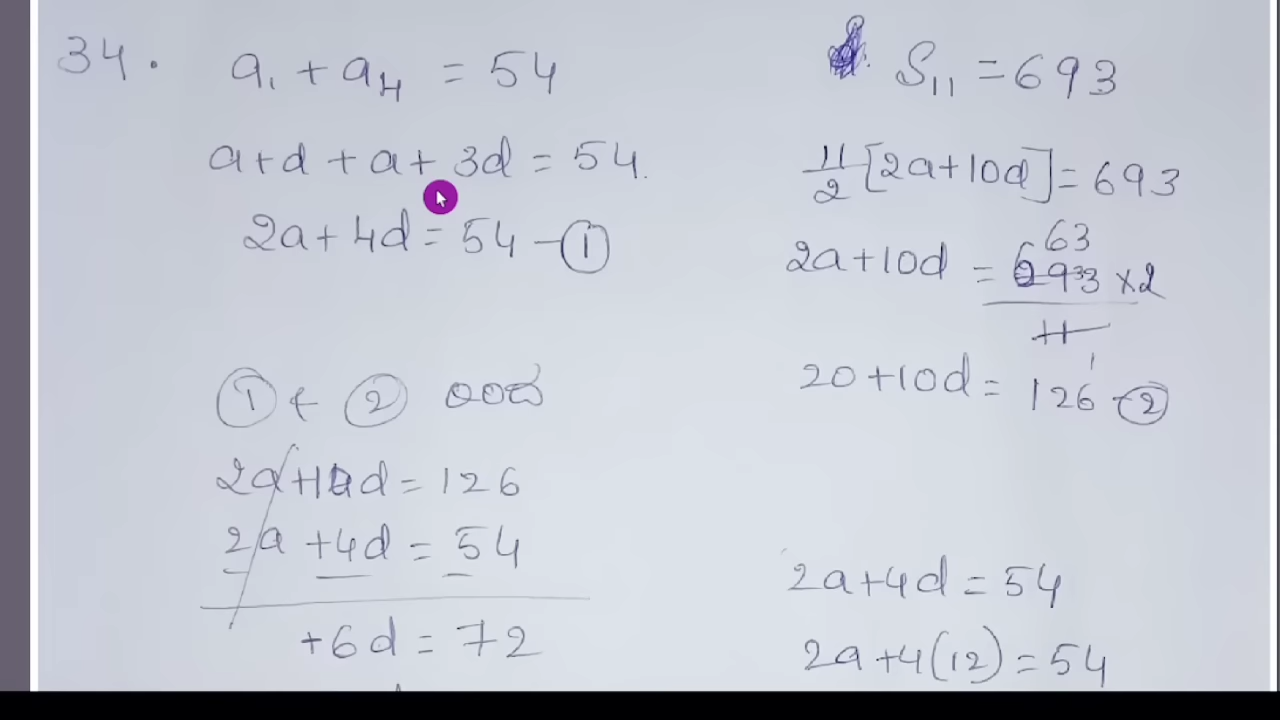 34. a₁ + a₄ = 54
a+d + a+ 3d = 54.
2a+ 4d = 54 - ①
① & ② ರಿಂದ
2a+10d = 126
2a +4d = 54
+6d = 72
S₁₁ = 693
11/2 [2a+10d] = 693
2a+10d = 693 x2 / 11
63
20+10d = 126 - ②
2a+4d = 54
2a +4(12) = 54